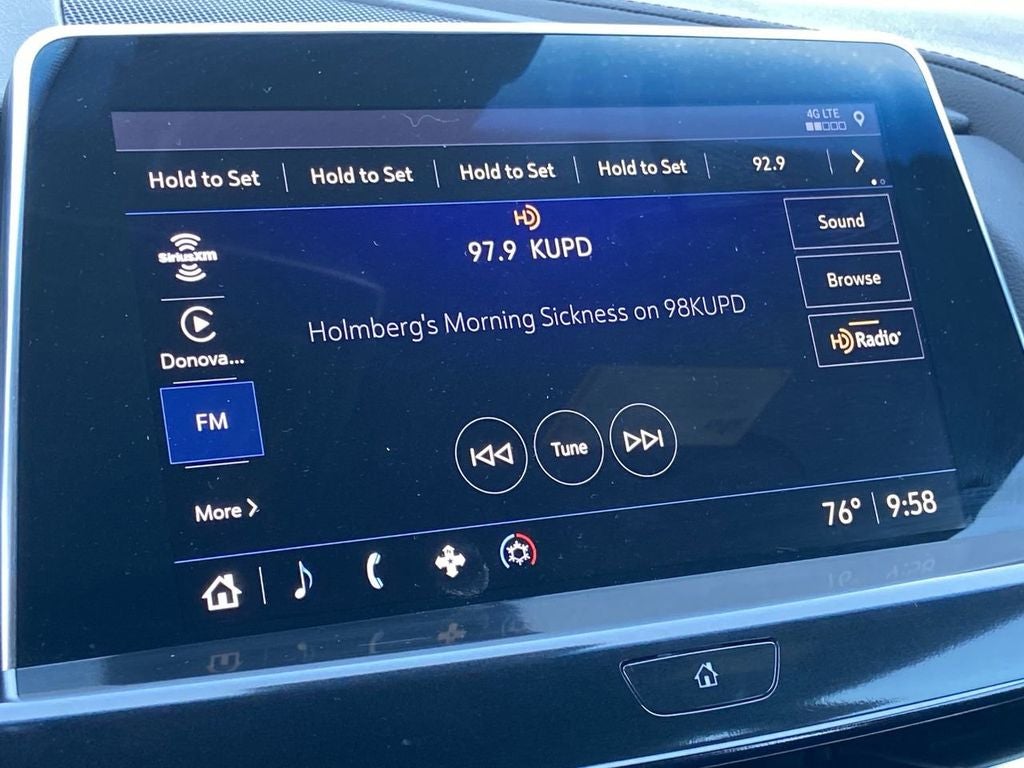 4G LTE
Hold to Set
Hold to Set
Hold to Set
Hold to Set
92.9
HD
97.9 KUPD
Holmberg's Morning Sickness on 98KUPD
SiriusXM
Donova...
FM
More
Sound
Browse
HD Radio
Tune
76° 9:58